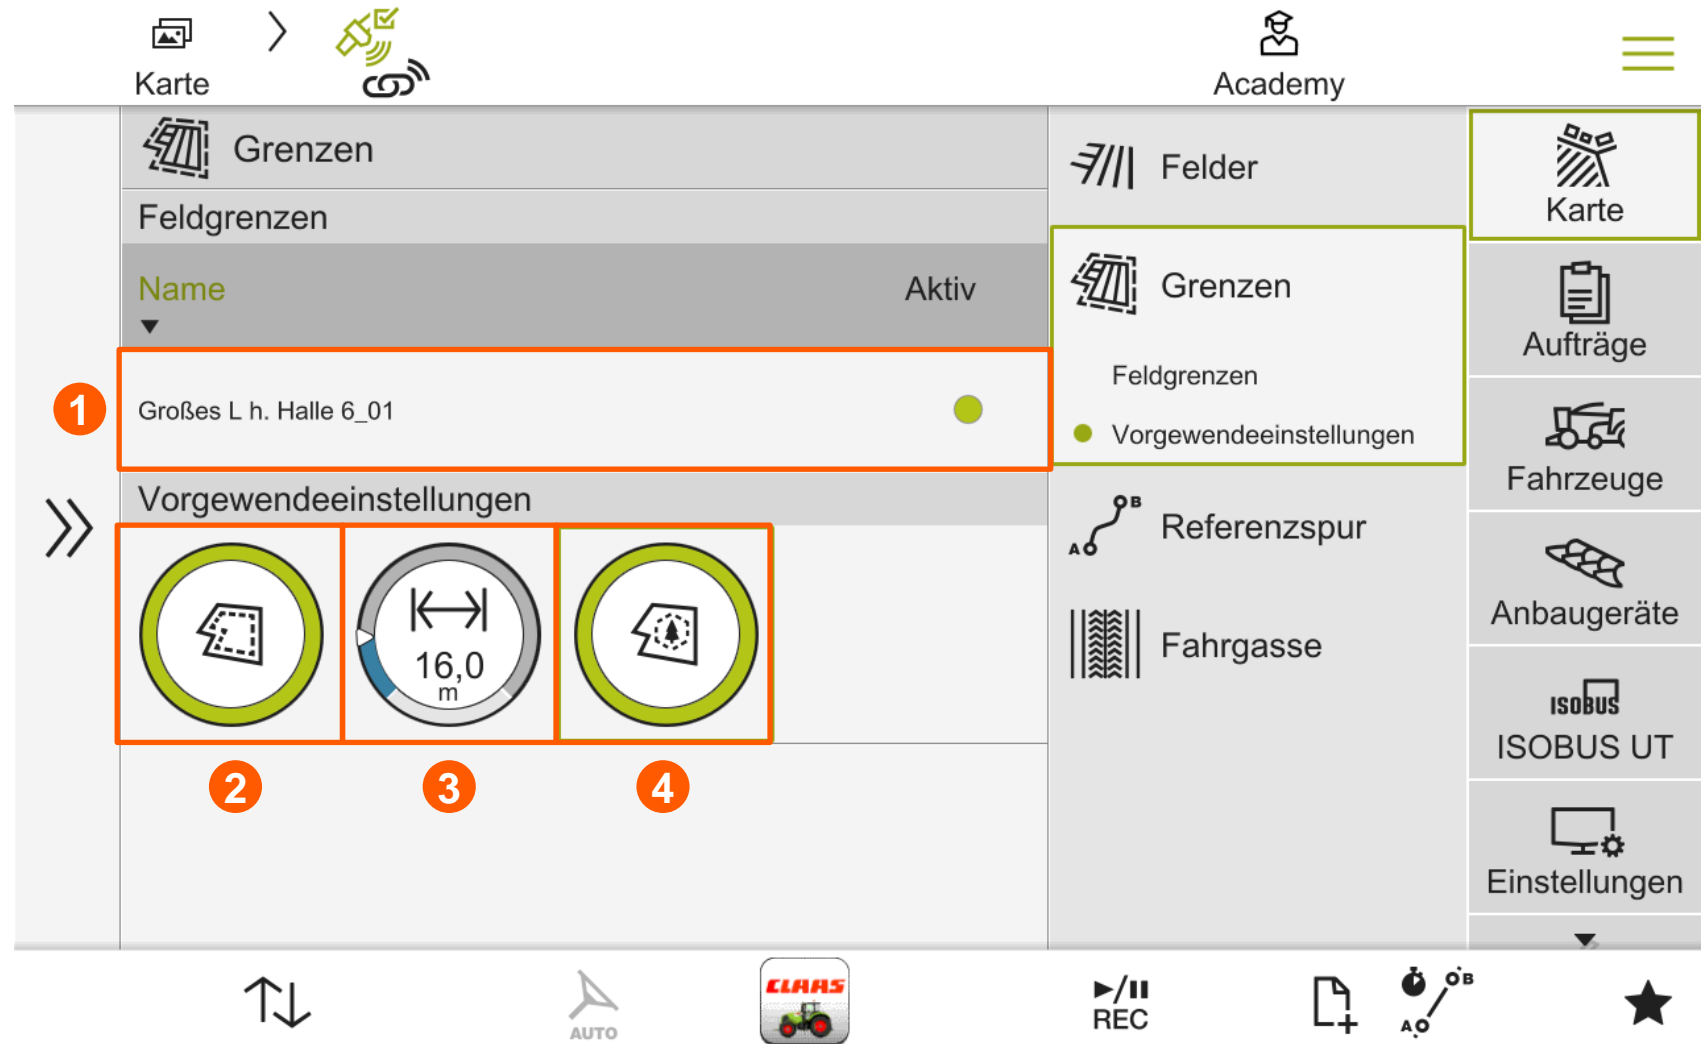 Karte
Academy
Grenzen
Feldgrenzen
Name
Aktiv
1
Großes L h. Halle 6_01
Vorgewendeeinstellungen
16,0
m
2
3
4
Felder
Grenzen
Feldgrenzen
Vorgewendeeinstellungen
A B
Referenzspur
Fahrgasse
Karte
Aufträge
Fahrzeuge
Anbaugeräte
ISOBUS
ISOBUS UT
Einstellungen
AUTO
CLAAS
REC
A B